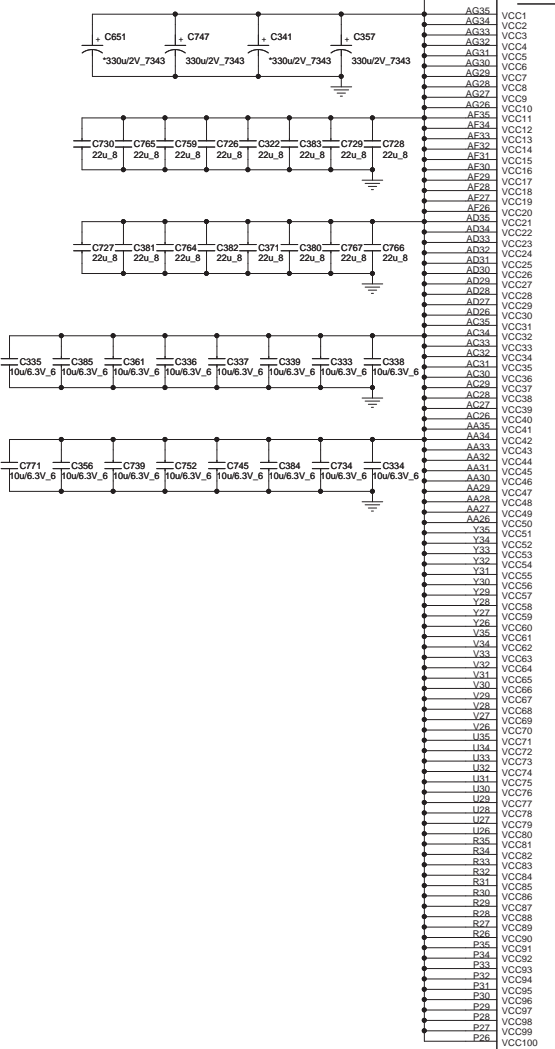 C651 C747 C341 C357
*330u/2V_7343 330u/2V_7343 *330u/2V_7343 330u/2V_7343
C730 C765 C759 C726 C322 C383 C729 C728
22u_8 22u_8 22u_8 22u_8 22u_8 22u_8 22u_8 22u_8
C727 C381 C764 C382 C371 C380 C767 C766
22u_8 22u_8 22u_8 22u_8 22u_8 22u_8 22u_8 22u_8
C335 C385 C361 C336 C337 C339 C333 C338
10u/6.3V_6 10u/6.3V_6 10u/6.3V_6 10u/6.3V_6 10u/6.3V_6 10u/6.3V_6 10u/6.3V_6 10u/6.3V_6
C771 C356 C739 C752 C745 C384 C734 C334
10u/6.3V_6 10u/6.3V_6 10u/6.3V_6 10u/6.3V_6 10u/6.3V_6 10u/6.3V_6 10u/6.3V_6 10u/6.3V_6
AG35 VCC1
AG34 VCC2
AG33 VCC3
AG32 VCC4
AG31 VCC5
AG30 VCC6
AG29 VCC7
AG28 VCC8
AG27 VCC9
AG26 VCC10
AF35 VCC11
AF34 VCC12
AF33 VCC13
AF32 VCC14
AF31 VCC15
AF30 VCC16
AF29 VCC17
AF28 VCC18
AF27 VCC19
AF26 VCC20
AD35 VCC21
AD34 VCC22
AD33 VCC23
AD32 VCC24
AD31 VCC25
AD30 VCC26
AD29 VCC27
AD28 VCC28
AD27 VCC29
AD26 VCC30
AC35 VCC31
AC34 VCC32
AC33 VCC33
AC32 VCC34
AC31 VCC35
AC30 VCC36
AC29 VCC37
AC28 VCC38
AC27 VCC39
AC26 VCC40
AA35 VCC41
AA34 VCC42
AA33 VCC43
AA32 VCC44
AA31 VCC45
AA30 VCC46
AA29 VCC47
AA28 VCC48
AA27 VCC49
AA26 VCC50
Y35 VCC51
Y34 VCC52
Y33 VCC53
Y32 VCC54
Y31 VCC55
Y30 VCC56
Y29 VCC57
Y28 VCC58
Y27 VCC59
Y26 VCC60
V35 VCC61
V34 VCC62
V33 VCC63
V32 VCC64
V31 VCC65
V30 VCC66
V29 VCC67
V28 VCC68
V27 VCC69
V26 VCC70
U35 VCC71
U34 VCC72
U33 VCC73
U32 VCC74
U31 VCC75
U30 VCC76
U29 VCC77
U28 VCC78
U27 VCC79
U26 VCC80
R35 VCC81
R34 VCC82
R33 VCC83
R32 VCC84
R31 VCC85
R30 VCC86
R29 VCC87
R28 VCC88
R27 VCC89
R26 VCC90
P35 VCC91
P34 VCC92
P33 VCC93
P32 VCC94
P31 VCC95
P30 VCC96
P29 VCC97
P28 VCC98
P27 VCC99
P26 VCC100